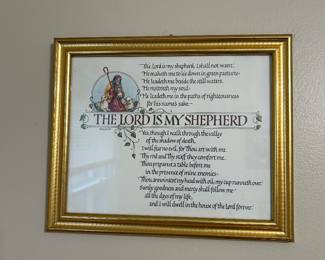 The Lord is my shepherd, I shall not want:
He maketh me to lie down in green pastures~
He leadeth me beside the still waters.
He restoreth my soul:
He leadeth me in the paths of righteousness
for his name's sake~
THE LORD IS MY SHEPHERD
Yea, though I walk through the valley
of the shadow of death,
I will fear no evil, for Thou art with me.
Thy rod and Thy staff they comfort me.
Thou preparest a table before me
in the presence of mine enemies~
Thou annointest my head with oil, my cup runneth over.
Surely goodness and mercy shall follow me
all the days of my life,
and I will dwell in the house of the Lord forever.